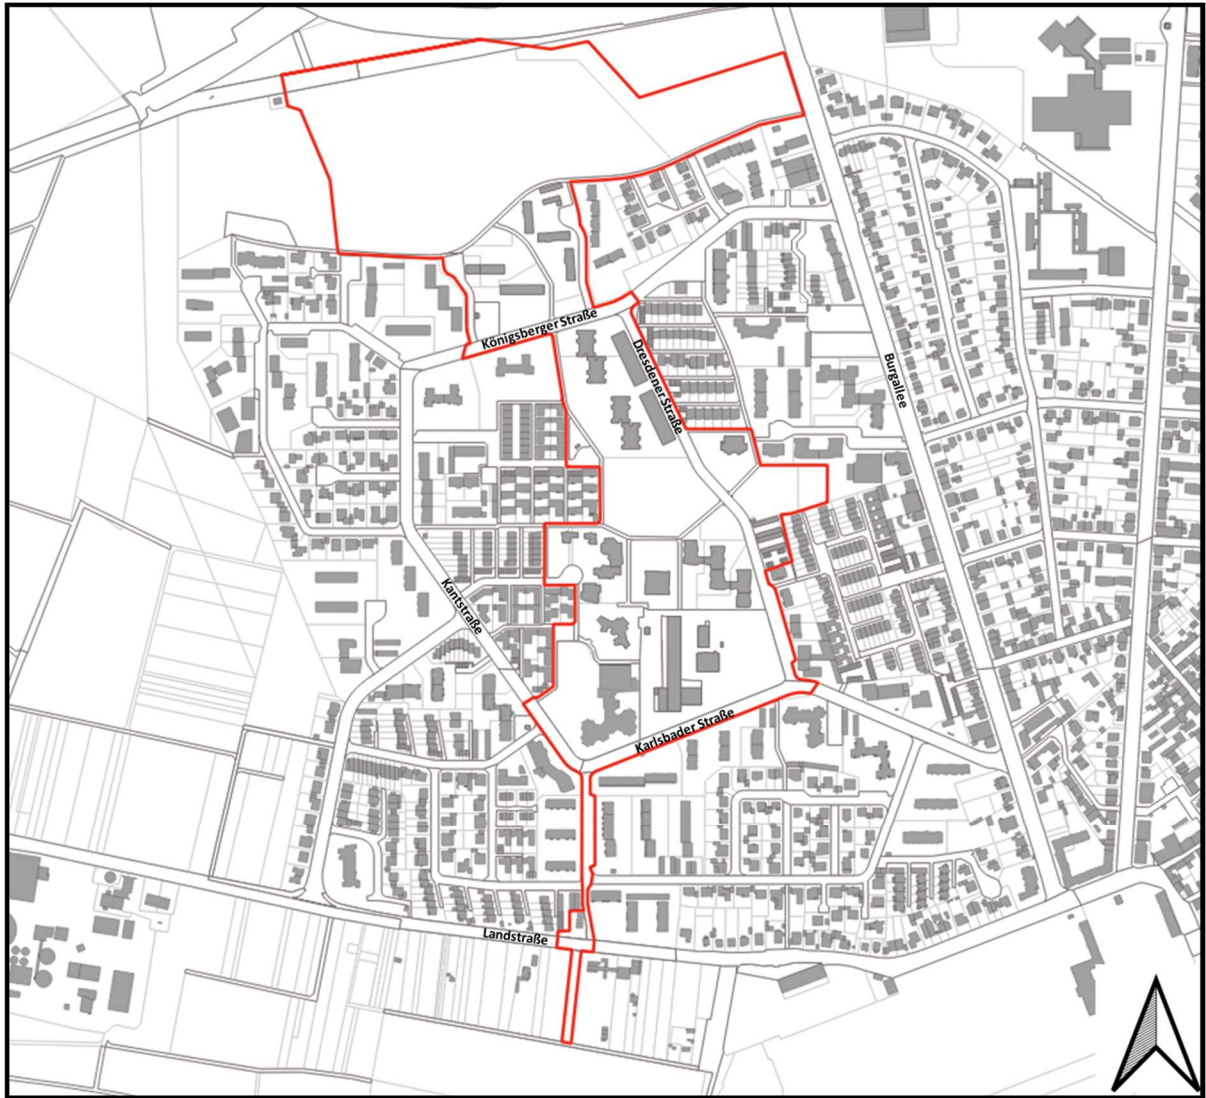 Königsberger Straße
Dresdener Straße
Burgallee
Kantstraße
Karlsbader Straße
Landstraße